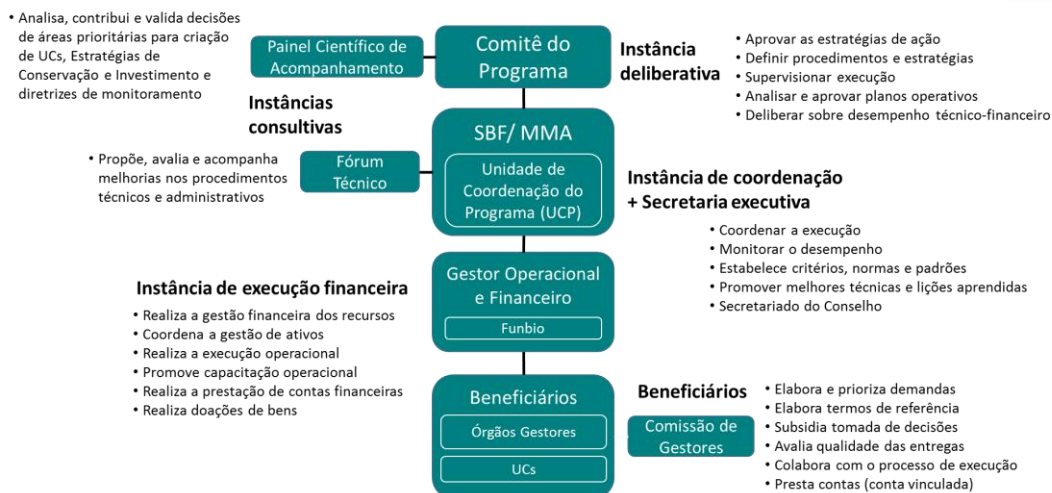 • Analisa, contribui e valida decisões
de áreas prioritárias para criação
de UCs, Estratégias de
Conservação e Investimento e
diretrizes de monitoramento
Painel Científico de
Acompanhamento
Comitê do
Programa
Instância
deliberativa
• Aprovar as estratégias de ação
• Definir procedimentos e estratégias
• Supervisionar execução
• Analisar e aprovar planos operativos
• Deliberar sobre desempenho técnico-financeiro
Instâncias
consultivas
• Propõe, avalia e acompanha
melhorias nos procedimentos
técnicos e administrativos
Fórum
Técnico
SBF/ MMA
Unidade de
Coordenação do
Programa (UCP)
Instância de coordenação
+ Secretaria executiva
• Coordenar a execução
• Monitorar o desempenho
• Estabelece critérios, normas e padrões
• Promover melhores técnicas e lições aprendidas
• Secretariado do Conselho
Instância de execução financeira
• Realiza a gestão financeira dos recursos
• Coordena a gestão de ativos
• Realiza a execução operacional
• Promove capacitação operacional
• Realiza a prestação de contas financeiras
• Realiza doações de bens
Gestor Operacional
e Financeiro
Funbio
Beneficiários
Órgãos Gestores
UCs
Beneficiários
Comissão de
Gestores
• Elabora e prioriza demandas
• Elabora termos de referência
• Subsidia tomada de decisões
• Avalia qualidade das entregas
• Colabora com o processo de execução
• Presta contas (conta vinculada)